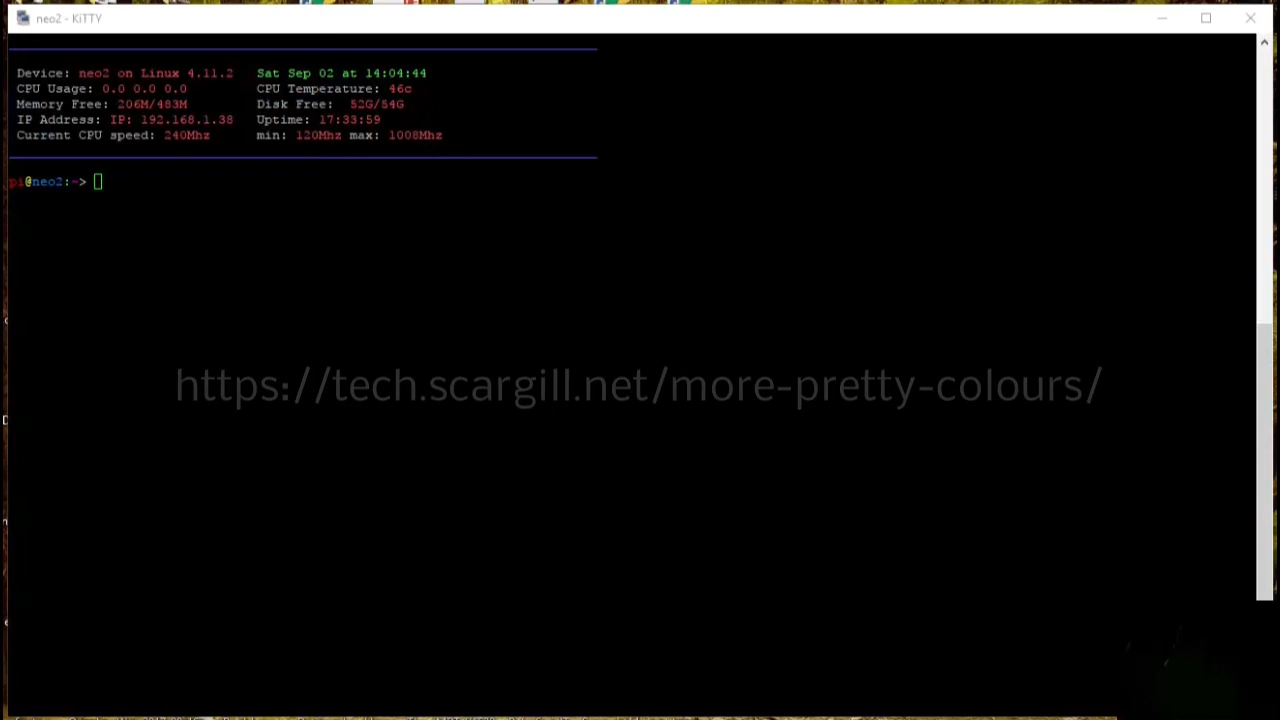 neo2 - KiTTY
Device: neo2 on Linux 4.11.2 Sat Sep 02 at 14:04:44
CPU Usage: 0.0 0.0 0.0 CPU Temperature: 46c
Memory Free: 206M/483M Disk Free: 52G/54G
IP Address: IP: 192.168.1.38 Uptime: 17:33:59
Current CPU speed: 240Mhz min: 120Mhz max: 1008Mhz
pi@neo2:~>
https://tech.scargill.net/more-pretty-colours/